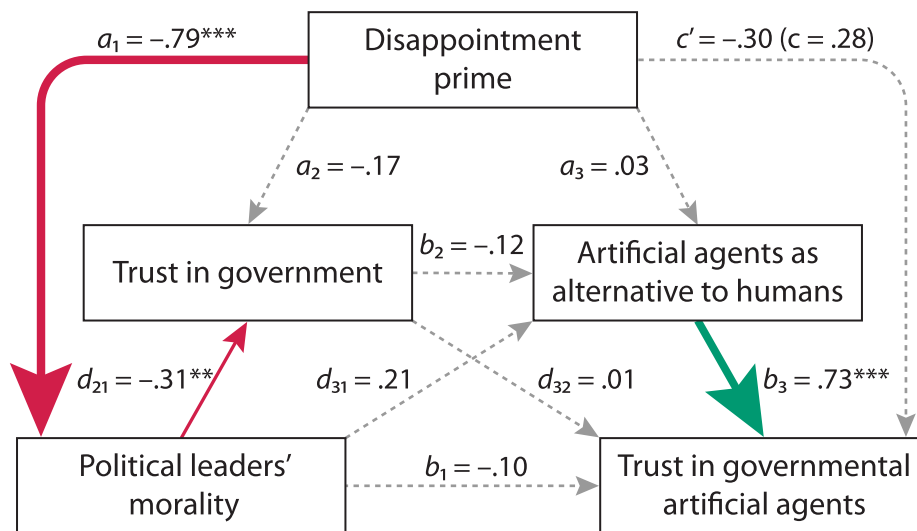 a₁ = –.79***
Disappointment
prime
c’ = –.30 (c = .28)
a₂ = –.17
a₃ = .03
Trust in government
b₂ = –.12
Artificial agents as
alternative to humans
d₂₁ = –.31**
d₃₁ = .21
d₃₂ = .01
b₃ = .73***
Political leaders’
morality
b₁ = –.10
Trust in governmental
artificial agents